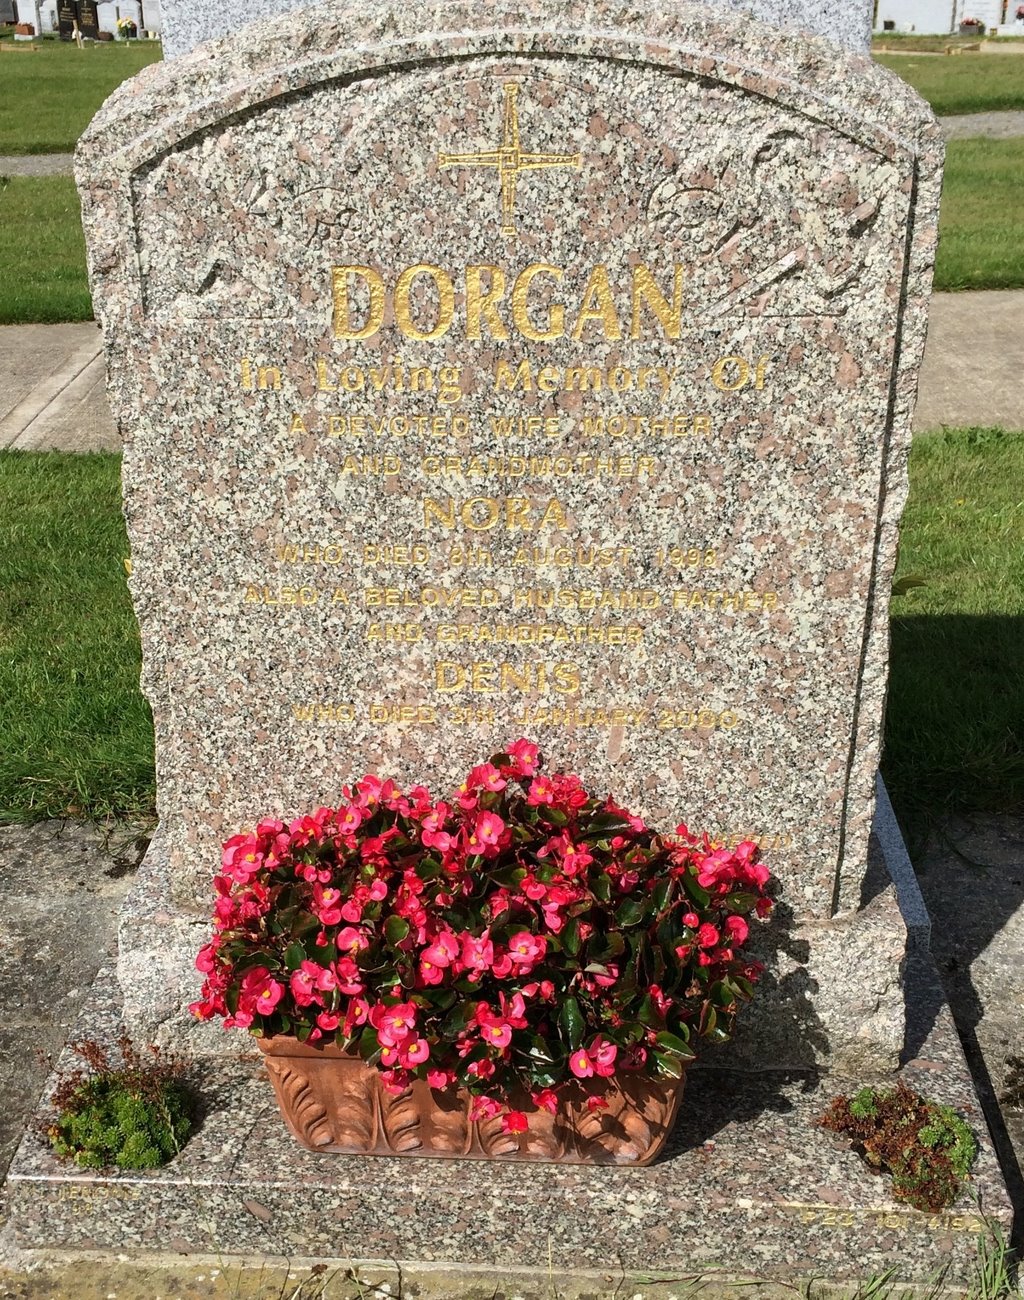 DORGAN
In Loving Memory Of
A DEVOTED WIFE MOTHER
AND GRANDMOTHER
NORA
WHO DIED 8th AUGUST 1998
ALSO A BELOVED HUSBAND FATHER
AND GRANDFATHER
DENIS
WHO DIED JANUARY 2000